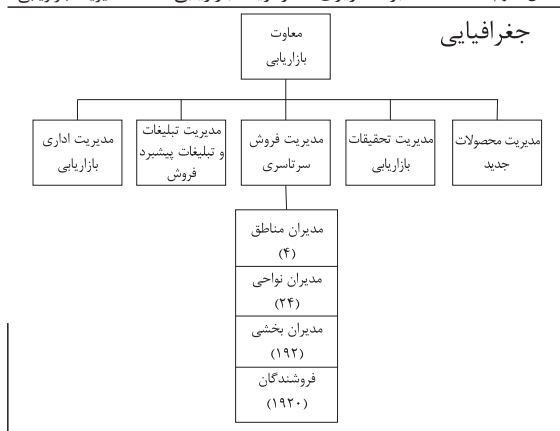 جغرافیایی
معاوت
بازاریابی
مدیریت محصولات
جدید
مدیریت تحقیقات
بازاریابی
مدیریت فروش
سرتاسری
مدیریت تبلیغات
و تبلیغات پیشبرد
فروش
مدیریت اداری
بازاریابی
مدیران مناطق
(۴)
مدیران نواحی
(۲۴)
مدیران بخشی
(۱۹۲)
فروشندگان
(۱۹۲۰)